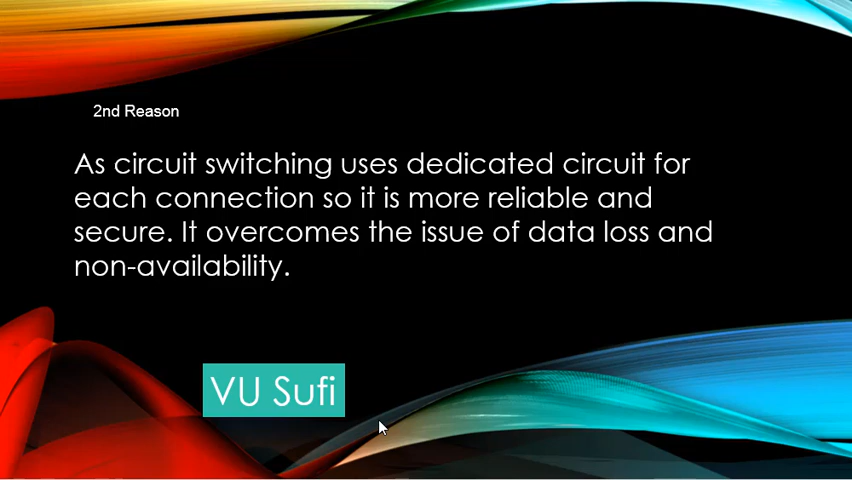 2nd Reason
As circuit switching uses dedicated circuit for
each connection so it is more reliable and
secure. It overcomes the issue of data loss and
non-availability.
VU Sufi